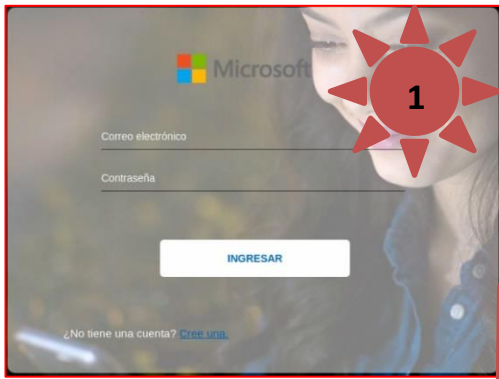 Microsoft
1
Correo electrónico
Contraseña
INGRESAR
¿No tiene una cuenta? Cree una.